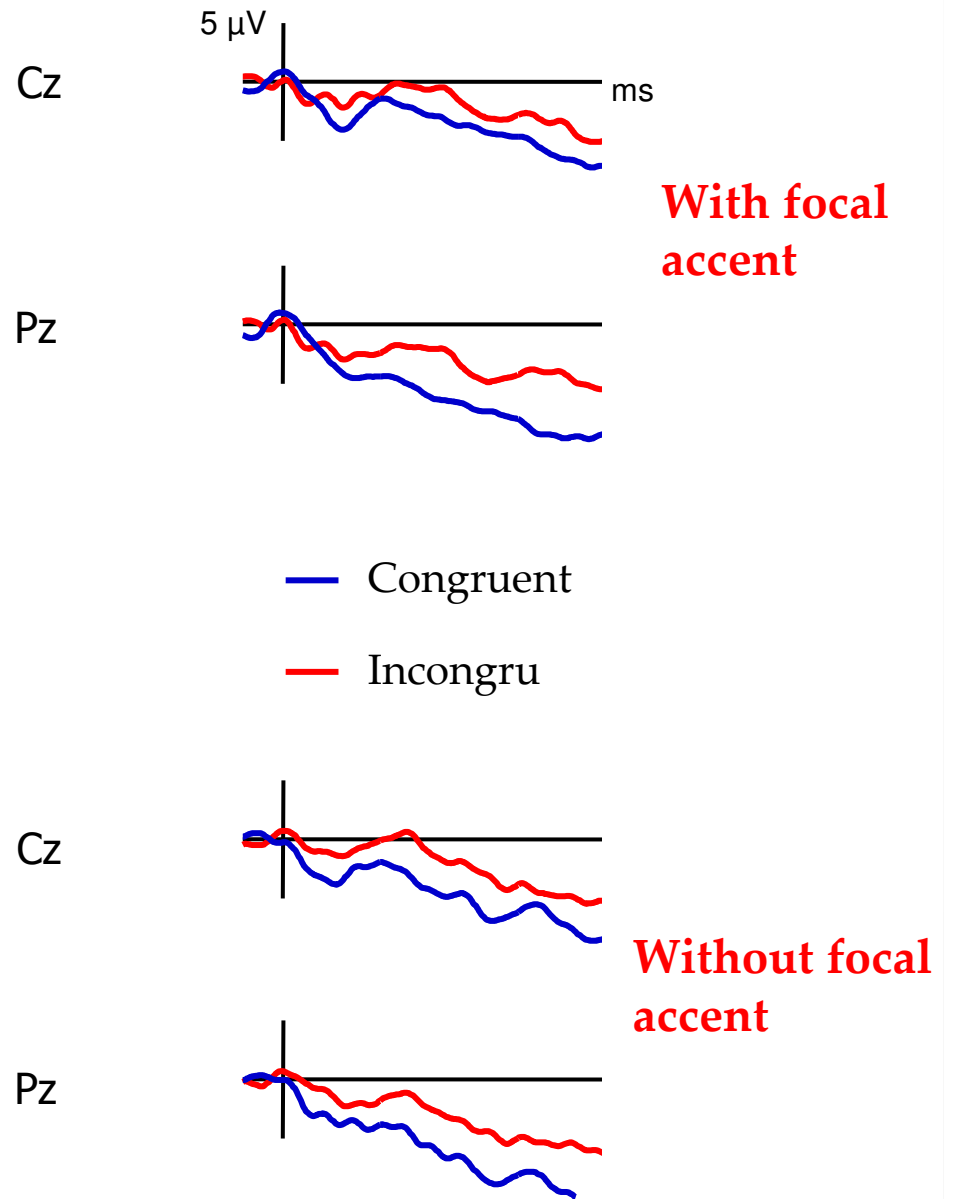 5 µV
Cz
ms
With focal
accent
Pz
Congruent
Incongru
Cz
Without focal
accent
Pz